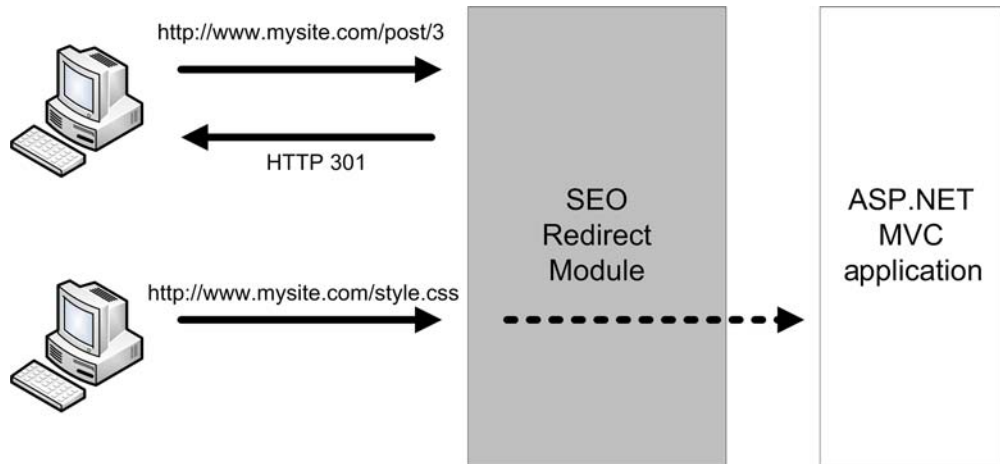 http://www.mysite.com/post/3
HTTP 301
http://www.mysite.com/style.css
SEO
Redirect
Module
ASP.NET
MVC
application